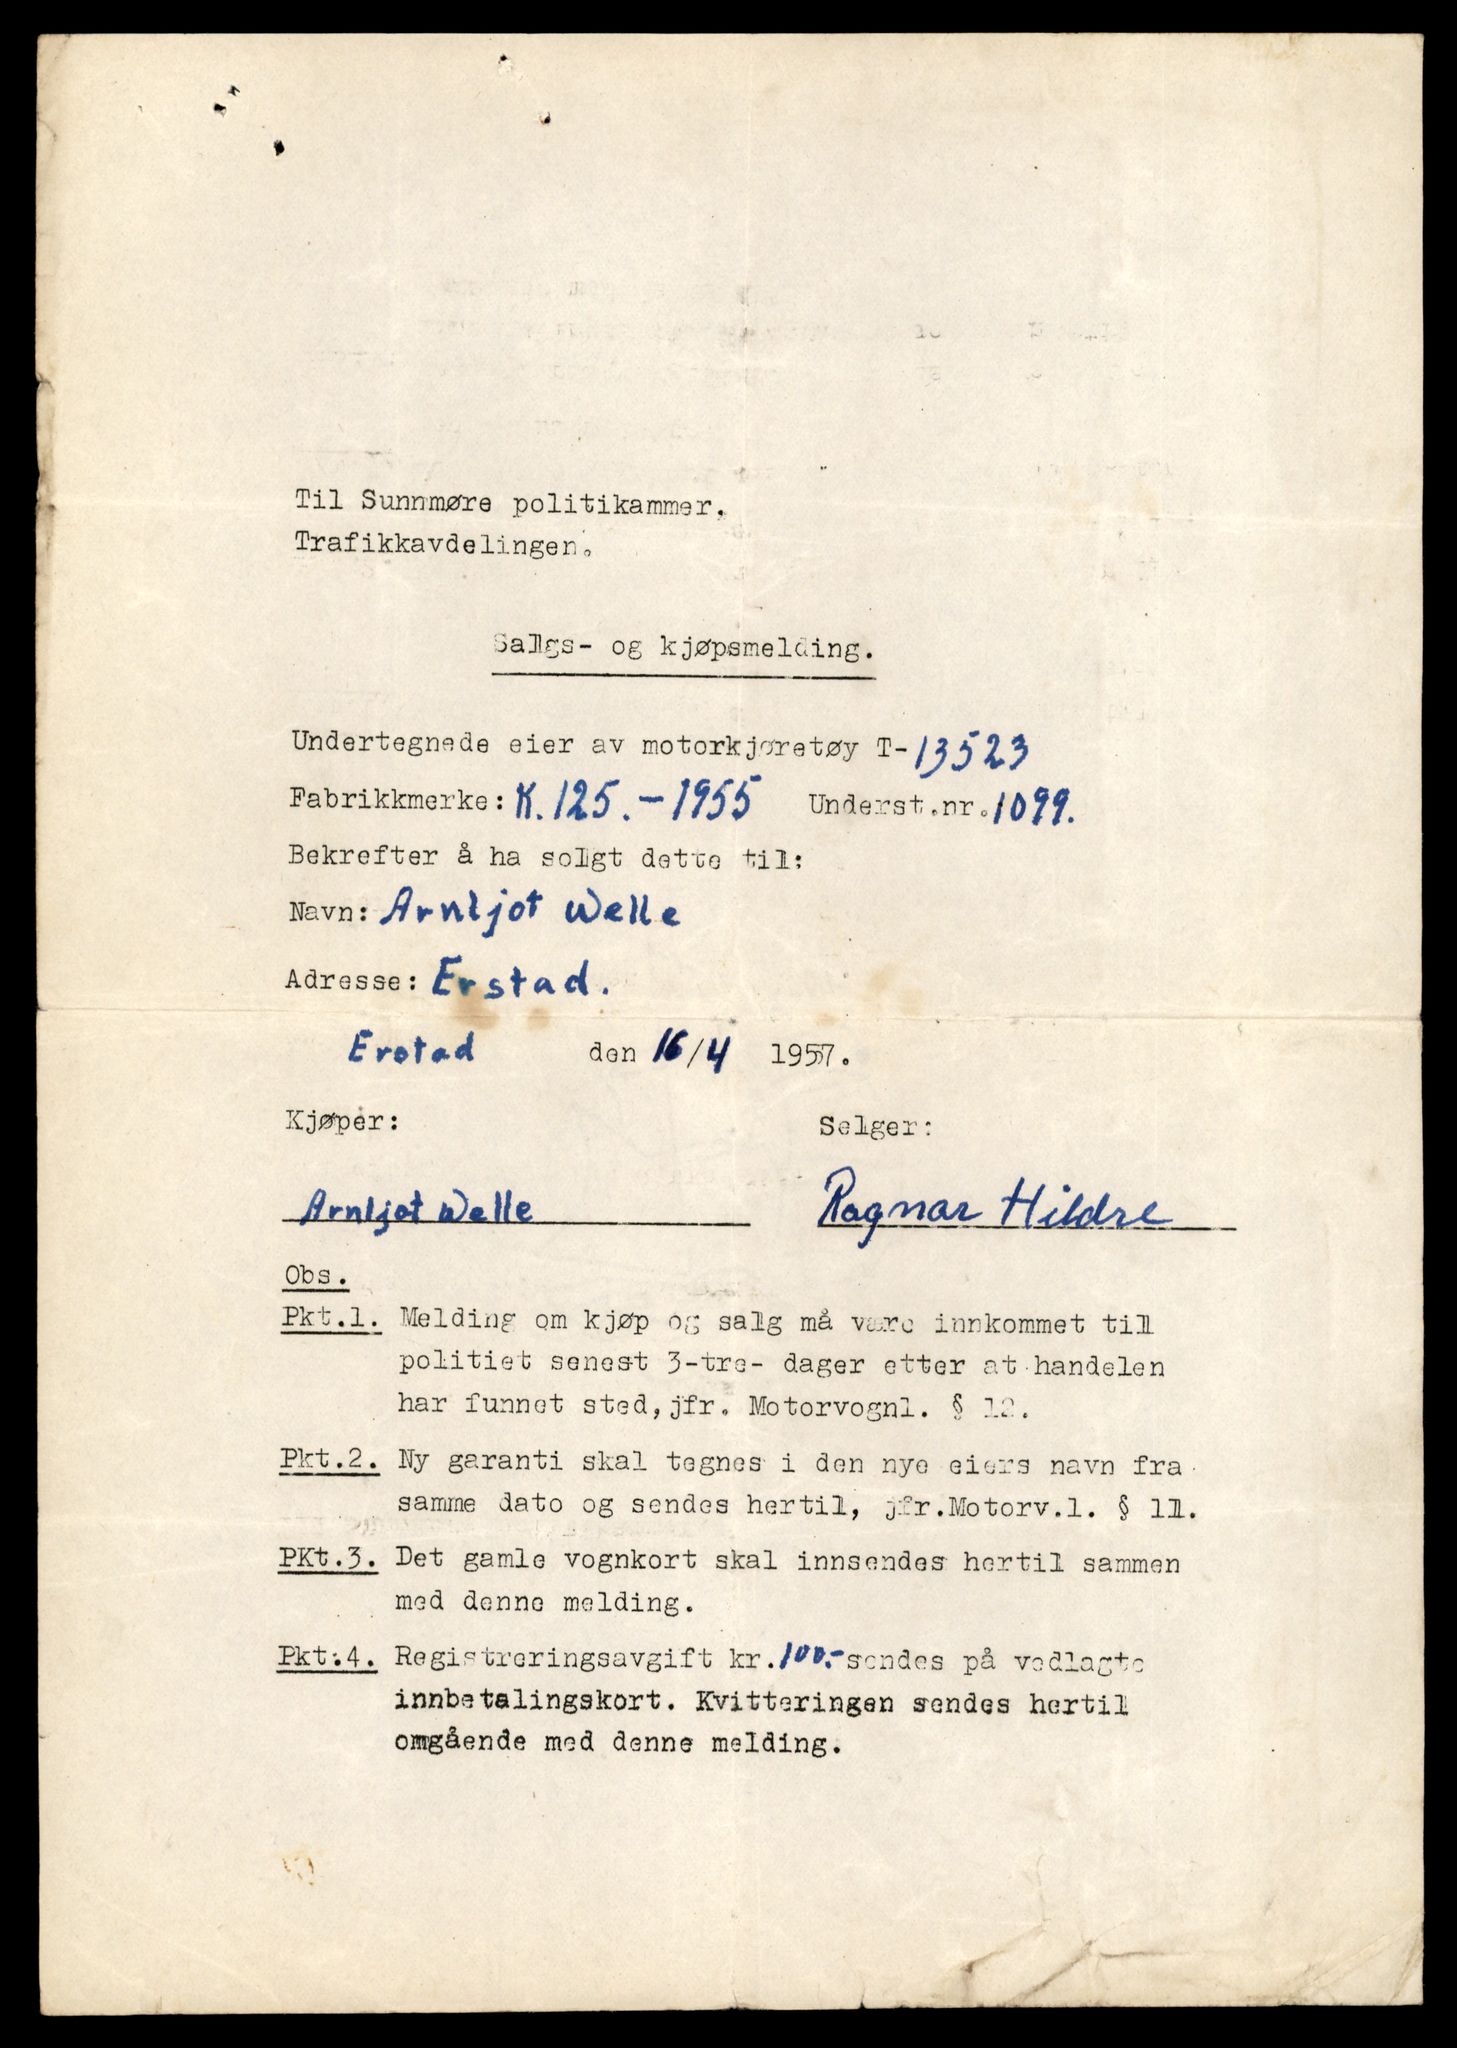 Til Sunnmøre politikammer.
Trafikkavdelingen.
Salgs- og kjøpsmelding.
Undertegnede eier av motorkjøretøy T-13523
Fabrikkmerke: K.125.-1955 Underst.nr.1099.
Bekrefter å ha solgt dette til:
Navn: Arnljot Welle
Adresse: Erstad.
Erstad den 16/4 1957.
Kjøper: Selger:
Arnljot Welle Ragnar Hildre
Obs.
Pkt.1. Melding om kjøp og salg må være innkommet till
politiet senest 3-tre- dager etter at handelen
har funnet sted, jfr. Motorvognl. § 12.
Pkt.2. Ny garanti skal tegnes i den nye eiers navn fra
samme dato og sendes hertil, jfr.Motorv.l. § 11.
PKt.3. Det gamle vognkort skal innsendes hertil sammen
med denne melding.
Pkt.4. Registreringsavgift kr.100.- sendes på vedlagte
innbetalingskort. Kvitteringen sendes hertil
omgående med denne melding.